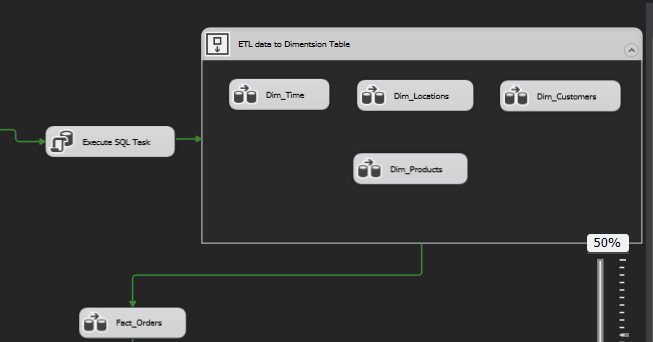 ETL data to Dimentsion Table
Dim_Time
Dim_Locations
Dim_Customers
Execute SQL Task
Dim_Products
50%
Fact_Orders